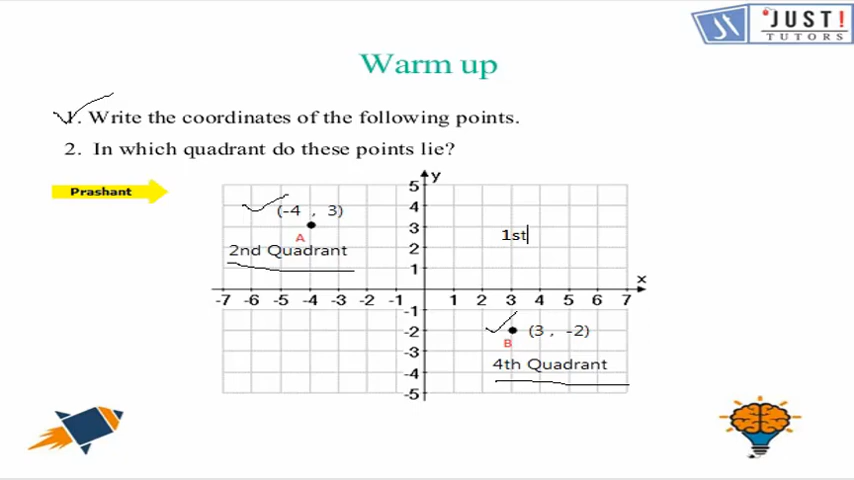 JUST!
TUTORS
Warm up
1. Write the coordinates of the following points.
2. In which quadrant do these points lie?
Prashant
y
5
4
3
2
1
(-4 , 3)
A
2nd Quadrant
1st
x
-7 -6 -5 -4 -3 -2 -1 1 2 3 4 5 6 7
-1
-2
-3
-4
-5
(3 , -2)
B
4th Quadrant